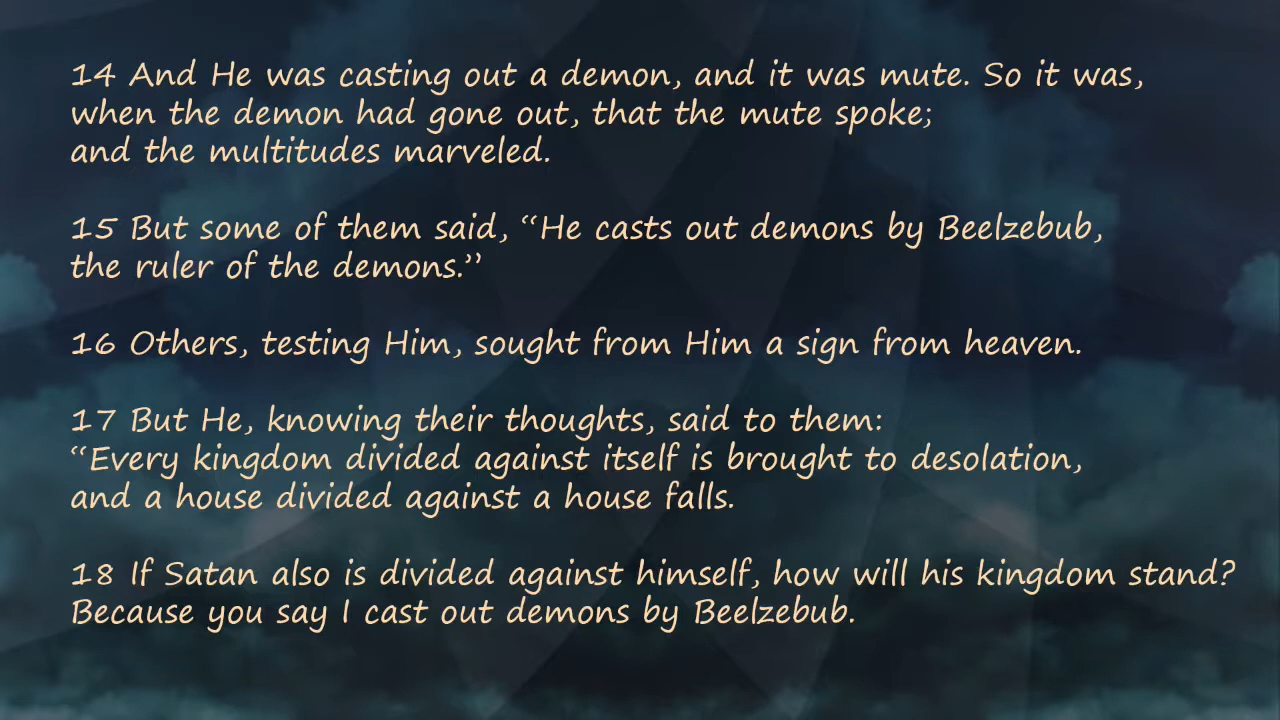 14 And He was casting out a demon, and it was mute. So it was,
when the demon had gone out, that the mute spoke;
and the multitudes marveled.
15 But some of them said, “He casts out demons by Beelzebub,
the ruler of the demons.”
16 Others, testing Him, sought from Him a sign from heaven.
17 But He, knowing their thoughts, said to them:
“Every kingdom divided against itself is brought to desolation,
and a house divided against a house falls.
18 If Satan also is divided against himself, how will his kingdom stand?
Because you say I cast out demons by Beelzebub.